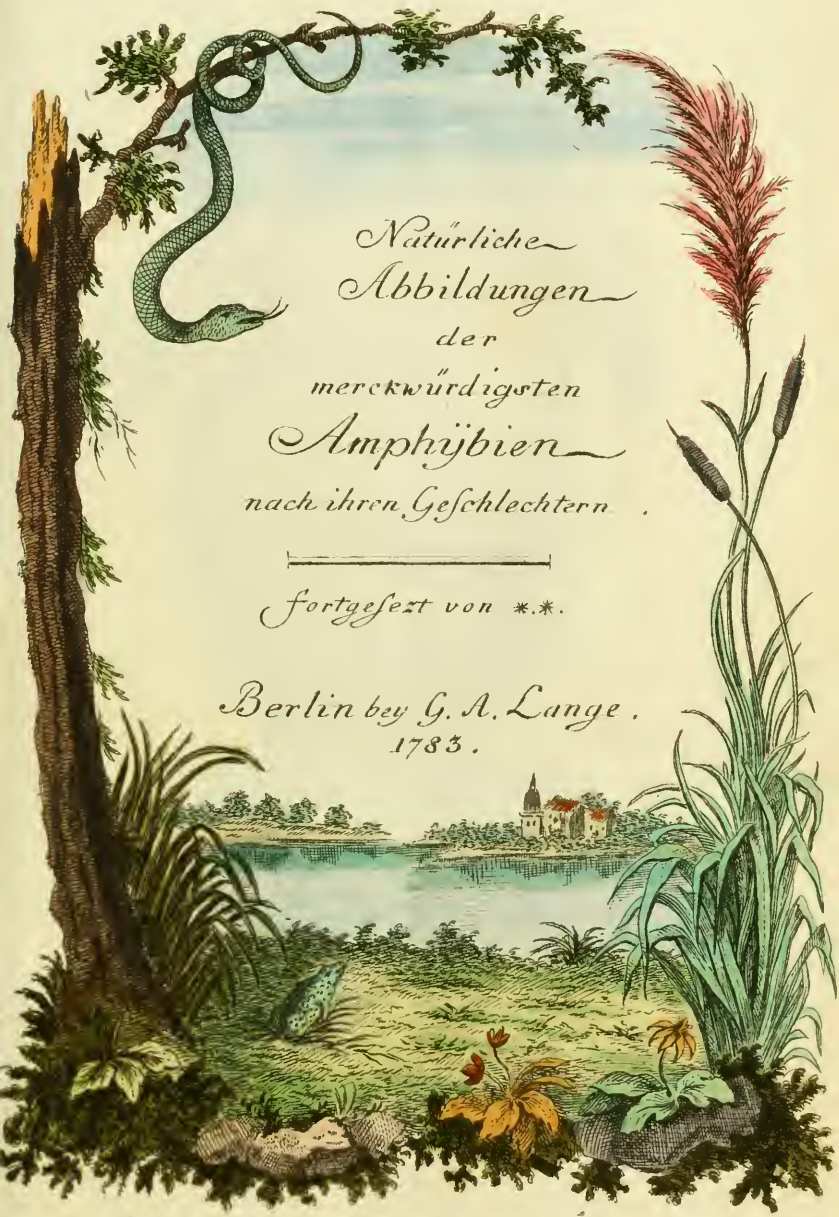 Natürliche
Abbildungen
der
merckwürdigsten
Amphÿbien
nach ihren Geſchlechtern.
fortgeſezt von *.*.
Berlin bey G. A. Lange.
1783.